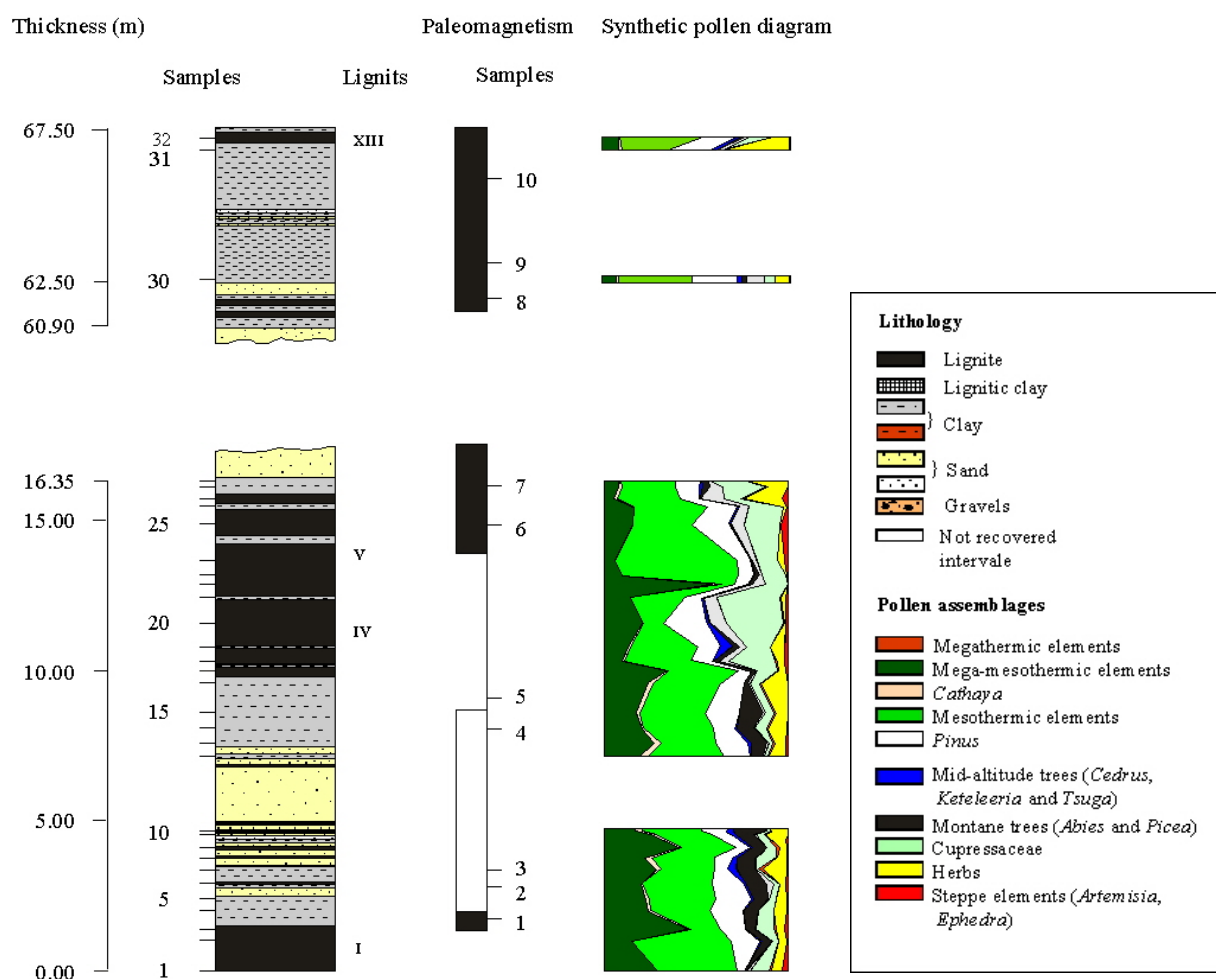 Thickness (m)
Paleomagnetism
Synthetic pollen diagram
Samples
Lignits
Samples
67.50
32
XIII
31
10
9
62.50
30
8
60.90
16.35
7
15.00
25
6
V
20
IV
10.00
5
15
4
5.00
10
3
5
2
1
I
0.00
1
Lithology
Lignite
Lignitic clay
} Clay
} Sand
Gravels
Not recovered
intervale
Pollen assemblages
Megathermic elements
Mega-mesothermic elements
Cathaya
Mesothermic elements
Pinus
Mid-altitude trees (Cedrus,
Keteleeria and Tsuga)
Montane trees (Abies and Picea)
Cupressaceae
Herbs
Steppe elements (Artemisia,
Ephedra)